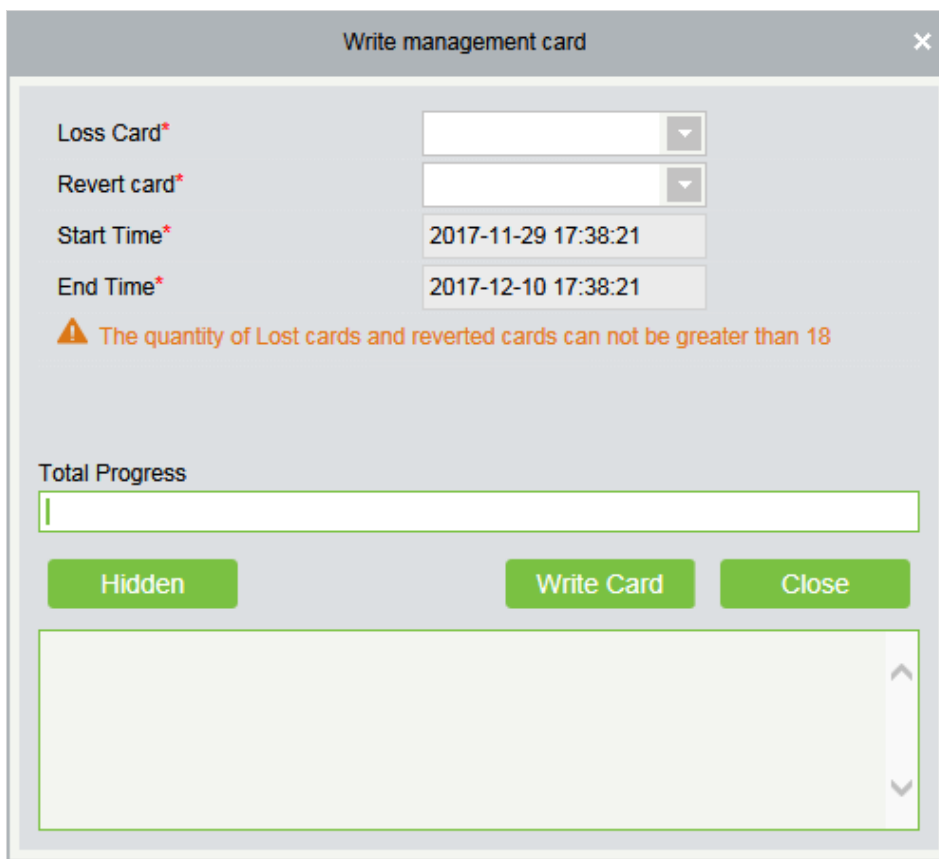 Write management card
Loss Card*
Revert card*
Start Time* 2017-11-29 17:38:21
End Time* 2017-12-10 17:38:21
The quantity of Lost cards and reverted cards can not be greater than 18
Total Progress
Hidden Write Card Close